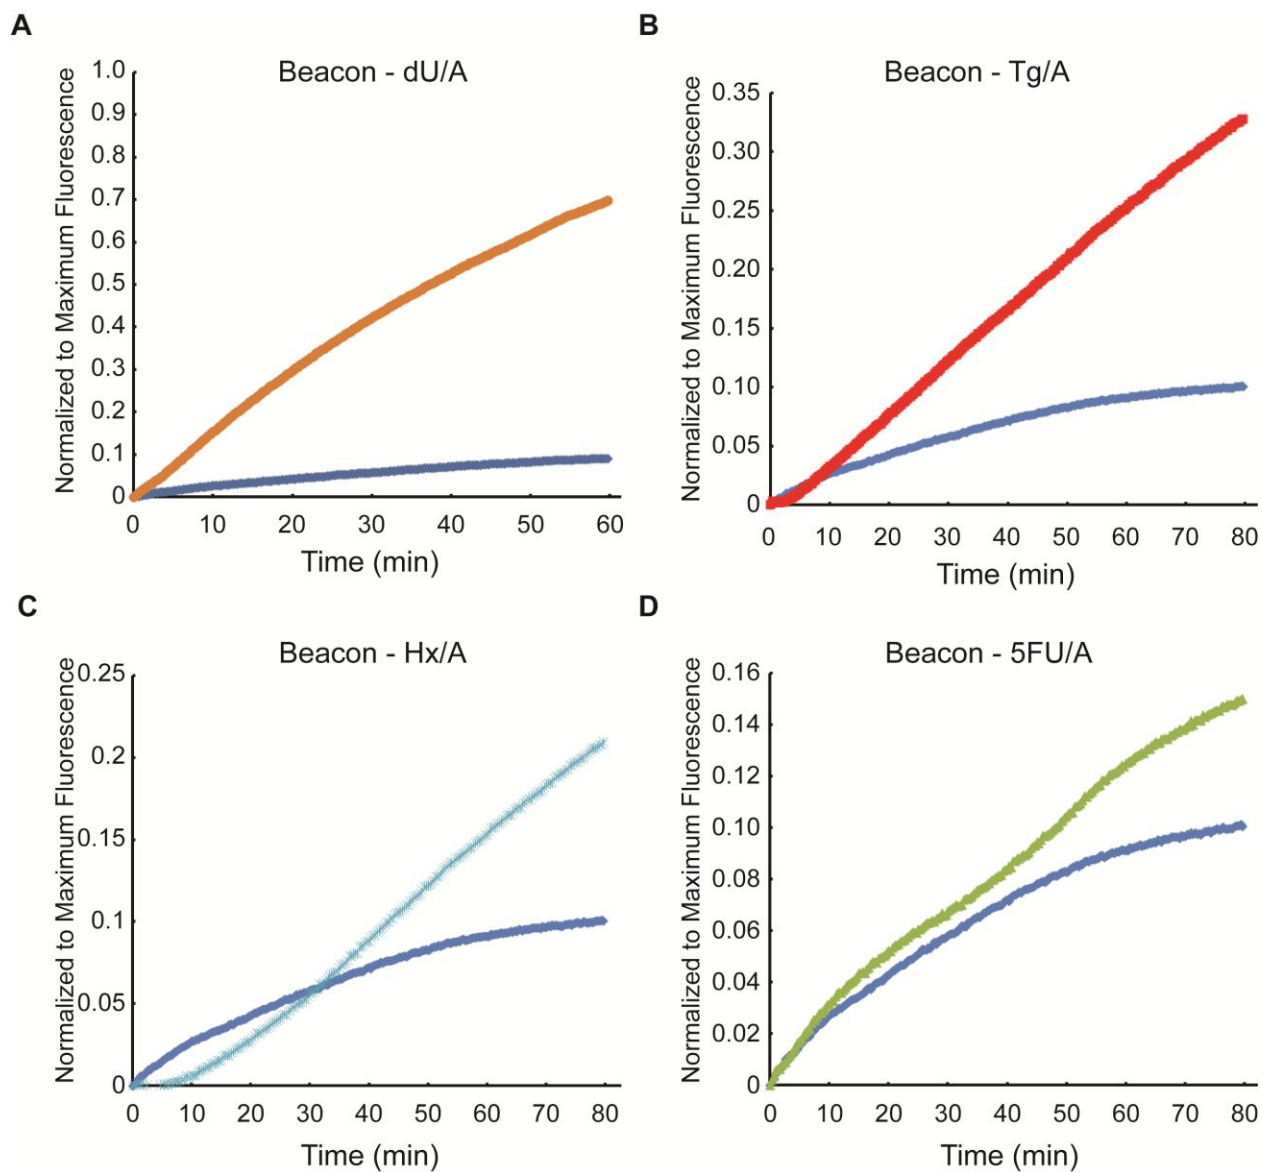 A
Beacon - dU/A
Normalized to Maximum Fluorescence
1.0
0.9
0.8
0.7
0.6
0.5
0.4
0.3
0.2
0.1
0
0 10 20 30 40 50 60
Time (min)
B
Beacon - Tg/A
Normalized to Maximum Fluorescence
0.35
0.30
0.25
0.20
0.15
0.10
0.05
0
0 10 20 30 40 50 60 70 80
Time (min)
C
Beacon - Hx/A
Normalized to Maximum Fluorescence
0.25
0.2
0.15
0.1
0.05
0
0 10 20 30 40 50 60 70 80
Time (min)
D
Beacon - 5FU/A
Normalized to Maximum Fluorescence
0.16
0.14
0.12
0.10
0.08
0.06
0.04
0.02
0
0 10 20 30 40 50 60 70 80
Time (min)